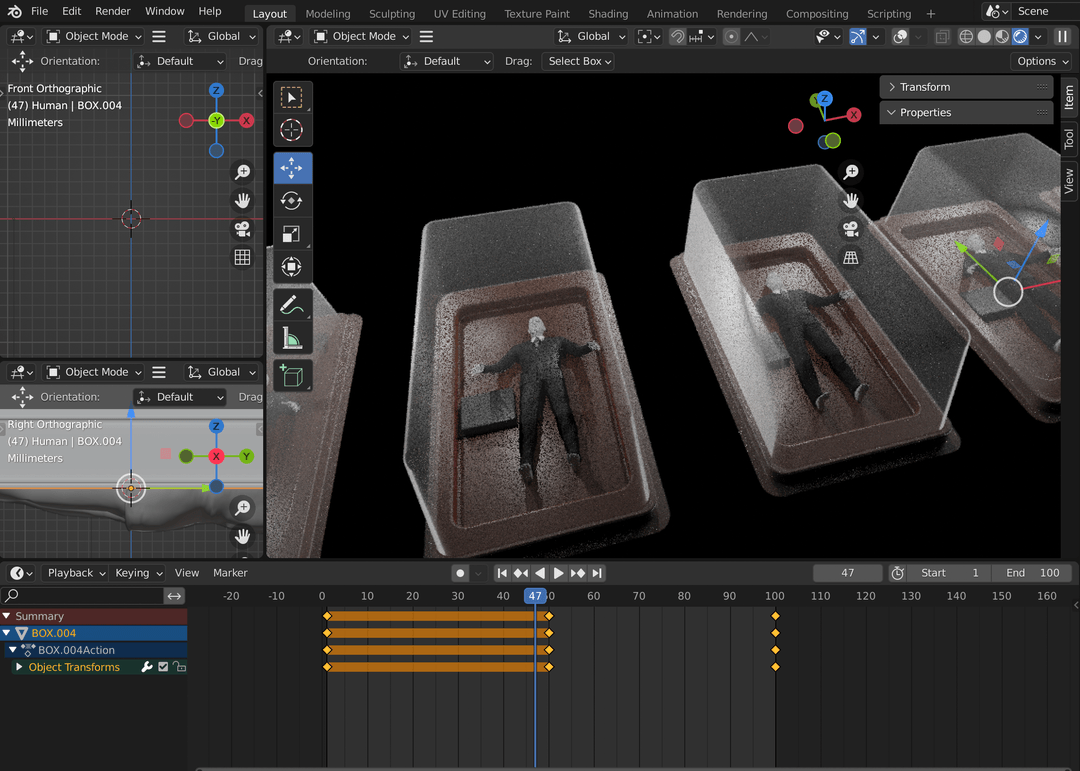 File Edit Render Window Help Layout Modeling Sculpting UV Editing Texture Paint Shading Animation Rendering Compositing Scripting + Scene
Object Mode Global
Object Mode Global
Orientation: Default Drag
Orientation: Default Drag: Select Box Options
Front Orthographic
(47) Human | BOX.004
Millimeters
Z
-Y
X
Transform
Properties
Item
Tool
View
Y
Z
X
Object Mode Global
Orientation: Default Drag
Right Orthographic
(47) Human | BOX.004
Millimeters
Z
X
Y
Playback Keying View Marker 47 Start 1 End 100
-20 -10 0 10 20 30 40 47 60 70 80 90 100 110 120 130 140 150 160
Summary
BOX.004
BOX.004Action
Object Transforms